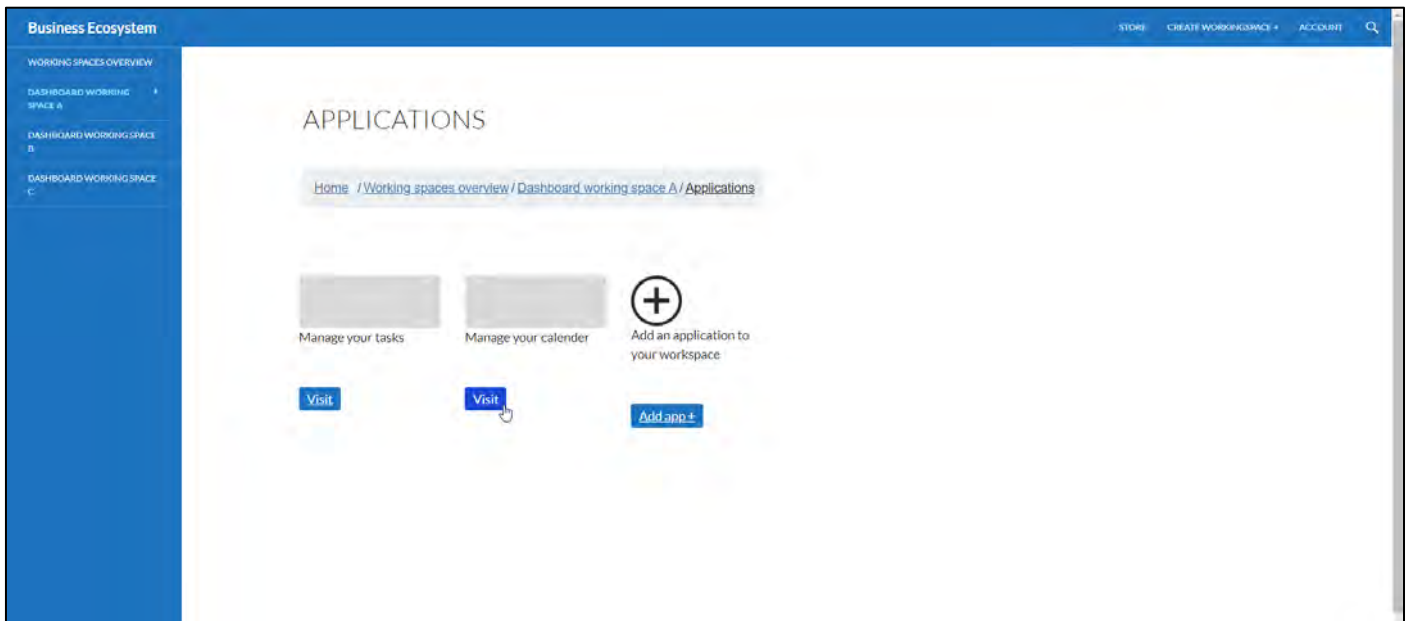 Business Ecosystem
STORE CREATE WORKINGSPACE + ACCOUNT
WORKING SPACES OVERVIEW
DASHBOARD WORKING
SPACE A
DASHBOARD WORKING SPACE
B
DASHBOARD WORKING SPACE
C
APPLICATIONS
Home / Working spaces overview / Dashboard working space A / Applications
Manage your tasks
Manage your calender
Add an application to
your workspace
Visit
Visit
Add app +